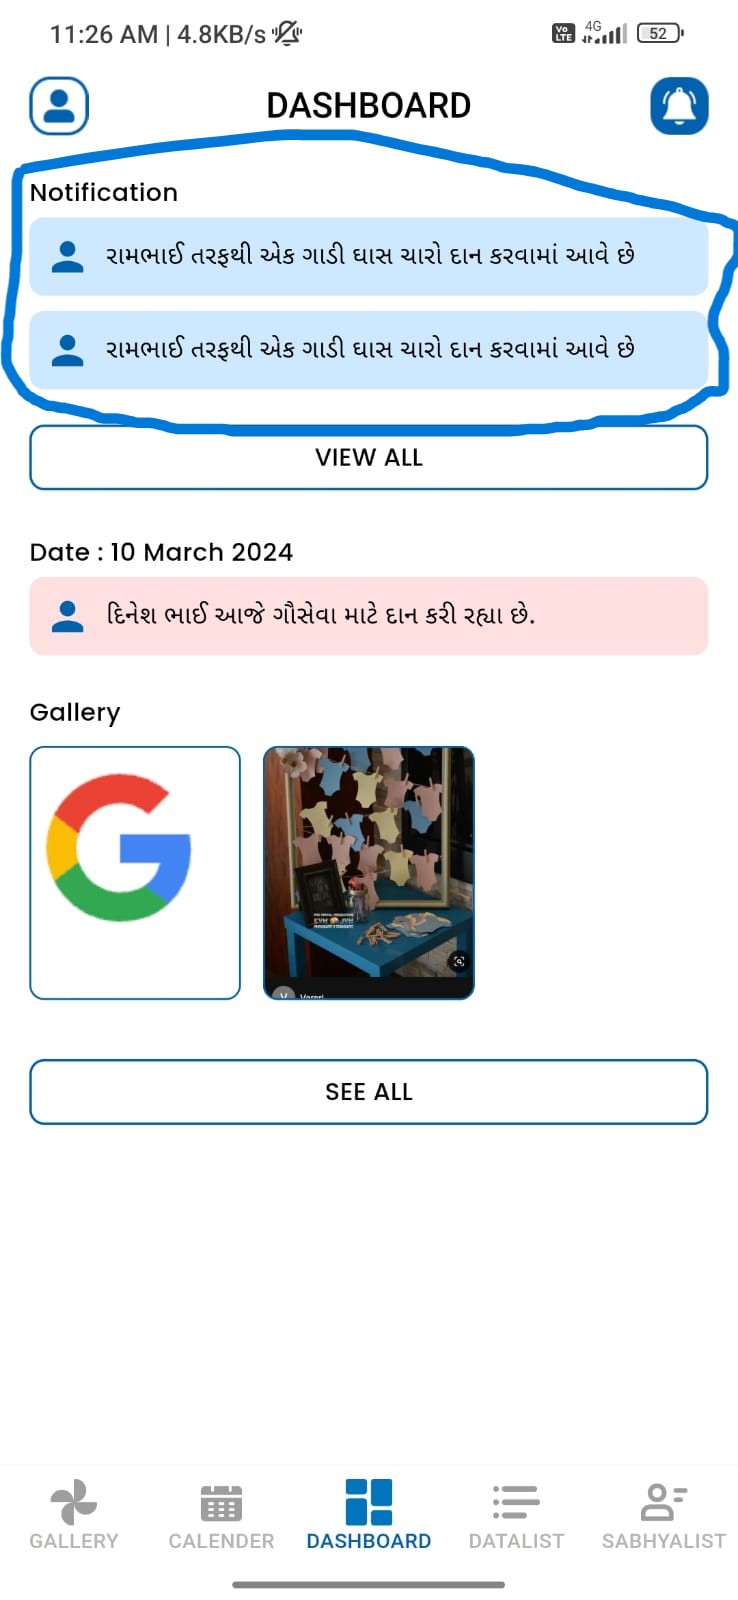 11:26 AM | 4.8KB/s
Vo LTE 4G 52
DASHBOARD
Notification
રામભાઈ તરફથી એક ગાડી ઘાસ ચારો દાન કરવામાં આવે છે
રામભાઈ તરફથી એક ગાડી ઘાસ ચારો દાન કરવામાં આવે છે
VIEW ALL
Date : 10 March 2024
દિનેશ ભાઈ આજે ગૌસેવા માટે દાન કરી રહ્યા છે.
Gallery
G
V
SEE ALL
GALLERY
CALENDER
DASHBOARD
DATALIST
SABHYALIST